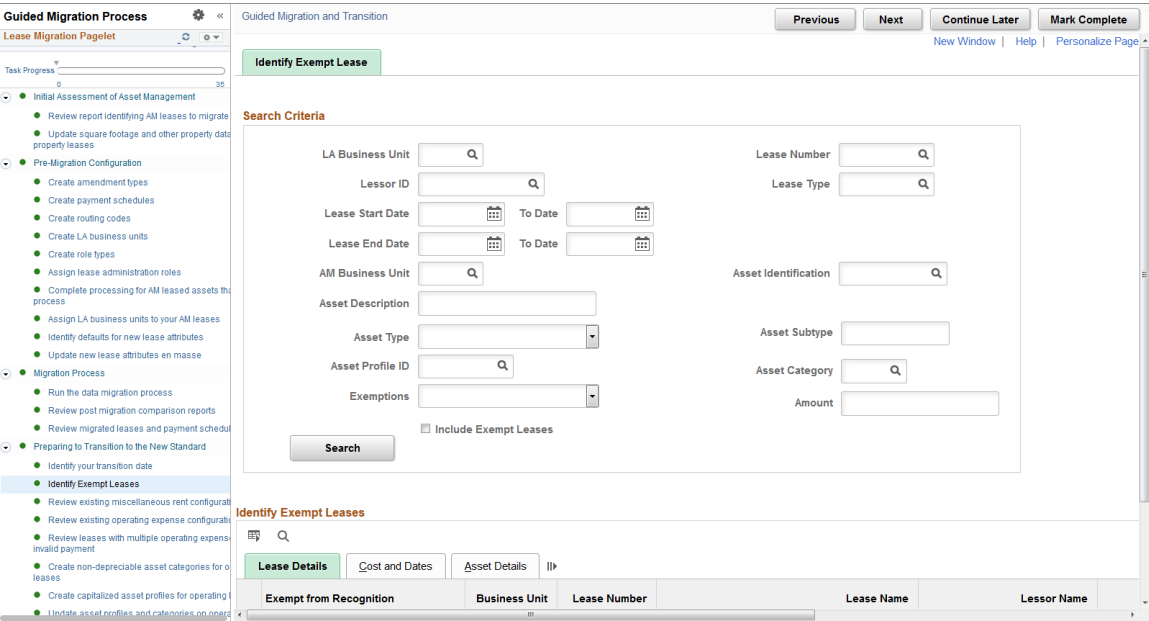 Guided Migration Process
«
Lease Migration Pagelet
Task Progress
0
35
Initial Assessment of Asset Management
Review report identifying AM leases to migrate
Update square footage and other property data
property leases
Pre-Migration Configuration
Create amendment types
Create payment schedules
Create routing codes
Create LA business units
Create role types
Assign lease administration roles
Complete processing for AM leased assets tha
process
Assign LA business units to your AM leases
Identify defaults for new lease attributes
Update new lease attributes en masse
Migration Process
Run the data migration process
Review post migration comparison reports
Review migrated leases and payment schedul
Preparing to Transition to the New Standard
Identify your transition date
Identify Exempt Leases
Review existing miscellaneous rent configurati
Review existing operating expense configuratio
Review leases with multiple operating expens
invalid payment
Create non-depreciable asset categories for o
leases
Create capitalized asset profiles for operating l
Update asset profiles and categories on opera
Guided Migration and Transition
Previous Next Continue Later Mark Complete
New Window | Help | Personalize Page
Identify Exempt Lease
Search Criteria
LA Business Unit Lease Number
Lessor ID Lease Type
Lease Start Date To Date
Lease End Date To Date
AM Business Unit Asset Identification
Asset Description
Asset Type Asset Subtype
Asset Profile ID Asset Category
Exemptions Amount
Include Exempt Leases
Search
Identify Exempt Leases
Lease Details Cost and Dates Asset Details
Exempt from Recognition Business Unit Lease Number Lease Name Lessor Name